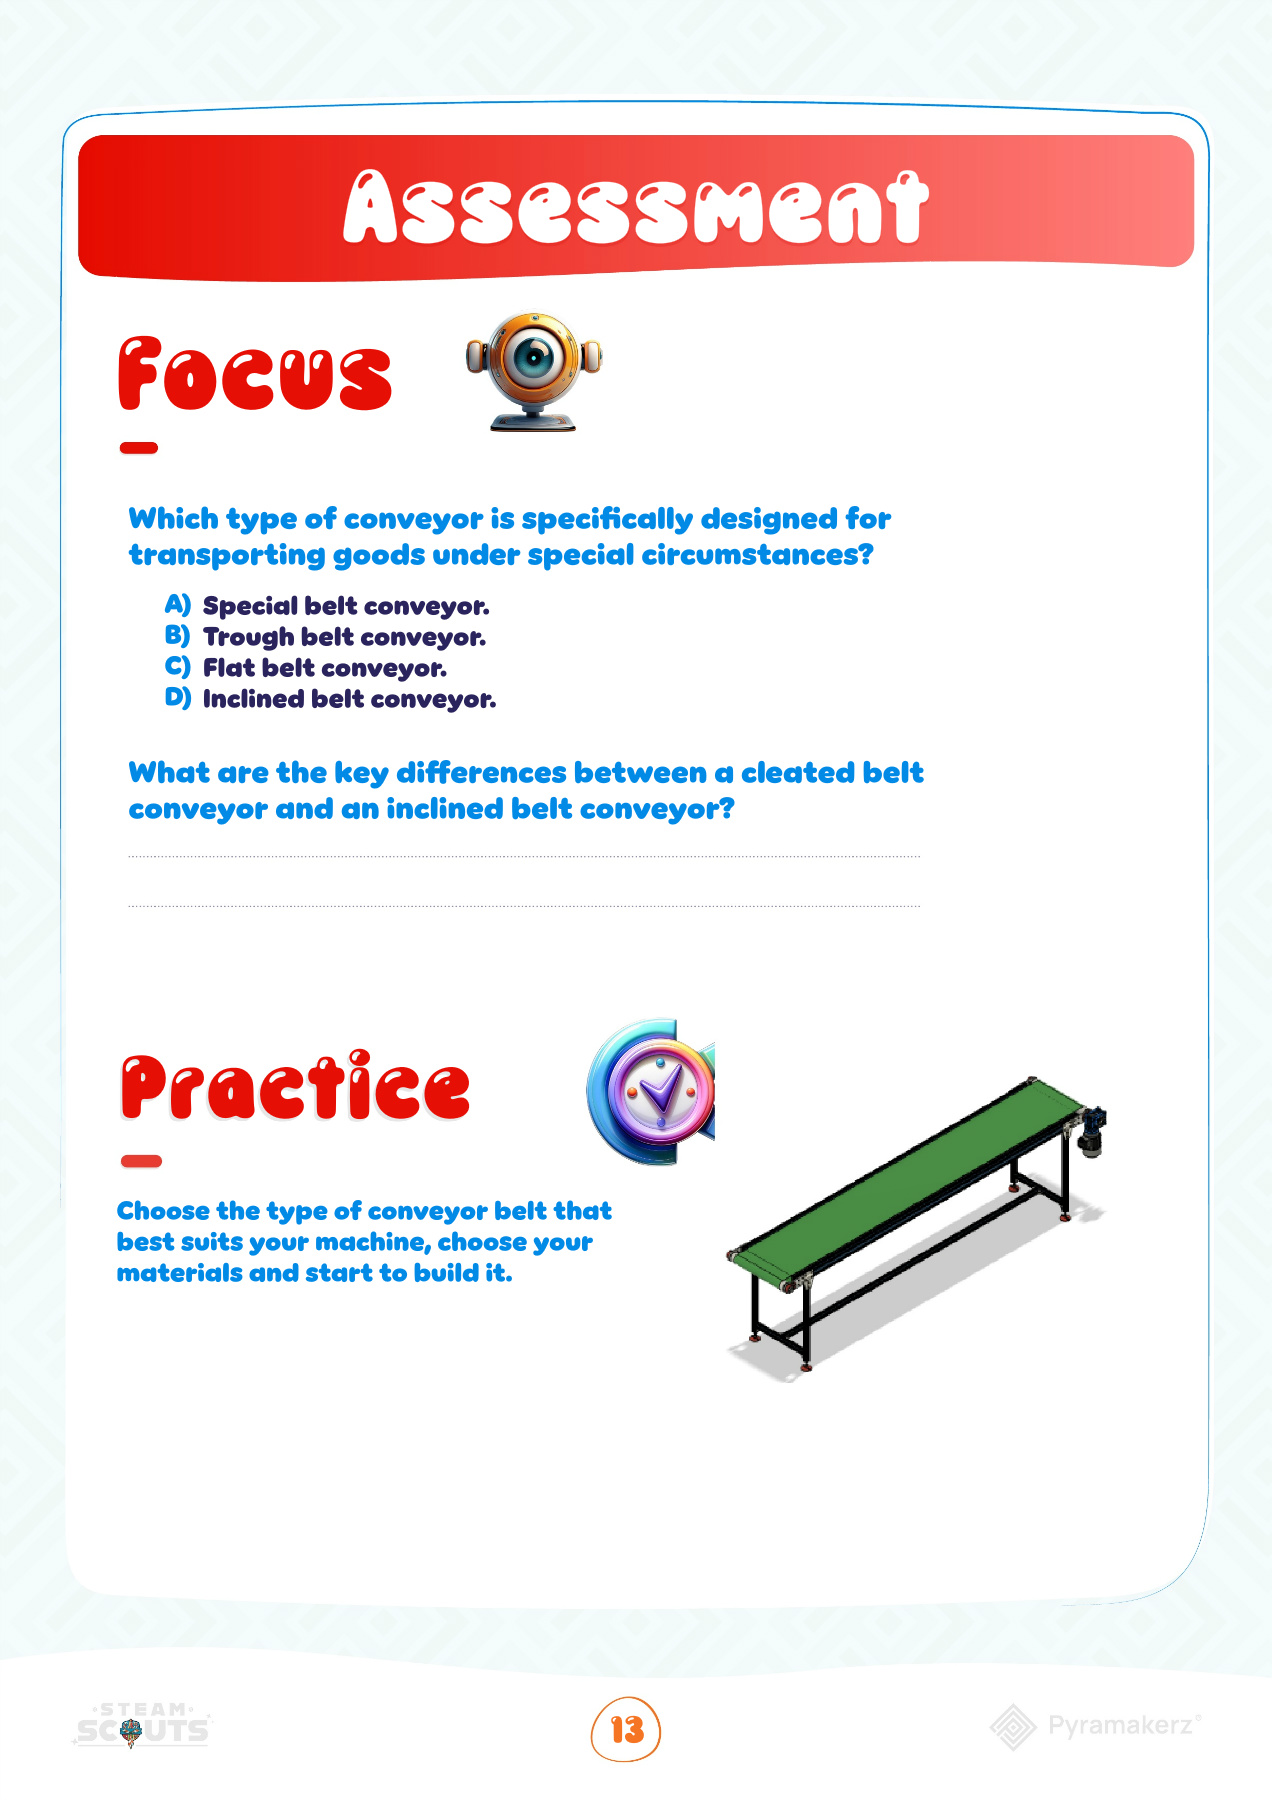 Assessment
Focus
Which type of conveyor is specifically designed for
transporting goods under special circumstances?
A) Special belt conveyor.
B) Trough belt conveyor.
C) Flat belt conveyor.
D) Inclined belt conveyor.
What are the key differences between a cleated belt
conveyor and an inclined belt conveyor?
Practice
Choose the type of conveyor belt that
best suits your machine, choose your
materials and start to build it.
STEAM
SCOUTS
13
Pyramakerz